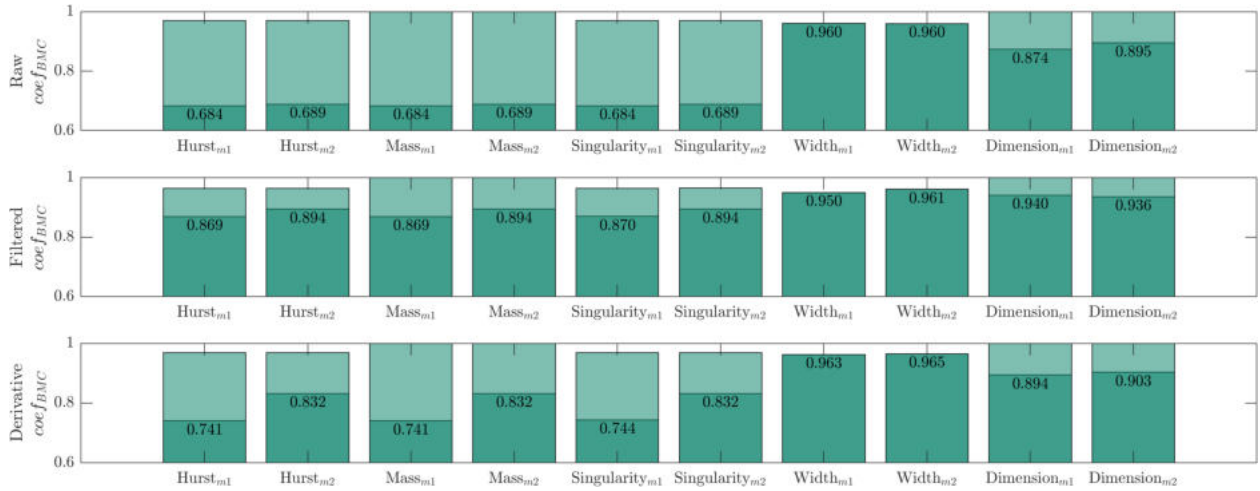 Raw
coef_BMC
1
0.8
0.6
0.684
0.689
0.684
0.689
0.684
0.689
0.960
0.960
0.874
0.895
Hurst_m1
Hurst_m2
Mass_m1
Mass_m2
Singularity_m1
Singularity_m2
Width_m1
Width_m2
Dimension_m1
Dimension_m2
Filtered
coef_BMC
1
0.8
0.6
0.869
0.894
0.869
0.894
0.870
0.894
0.950
0.961
0.940
0.936
Hurst_m1
Hurst_m2
Mass_m1
Mass_m2
Singularity_m1
Singularity_m2
Width_m1
Width_m2
Dimension_m1
Dimension_m2
Derivative
coef_BMC
1
0.8
0.6
0.741
0.832
0.741
0.832
0.744
0.832
0.963
0.965
0.894
0.903
Hurst_m1
Hurst_m2
Mass_m1
Mass_m2
Singularity_m1
Singularity_m2
Width_m1
Width_m2
Dimension_m1
Dimension_m2